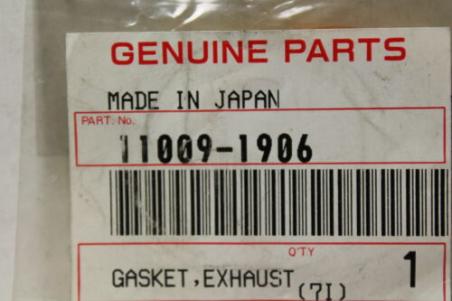 GENUINE PARTS
MADE IN JAPAN
PART. No.
11009-1906
Q'TY
1
GASKET,EXHAUST
(7I)